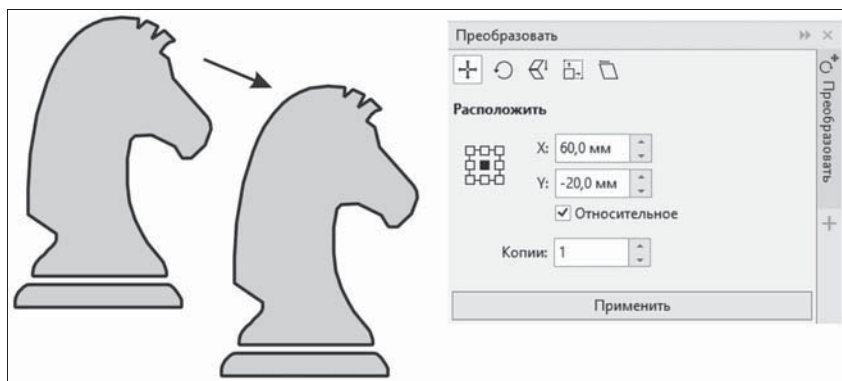 Преобразовать
Расположить
X: 60,0 мм
Y: -20,0 мм
Относительное
Копии: 1
Применить
Преобразовать